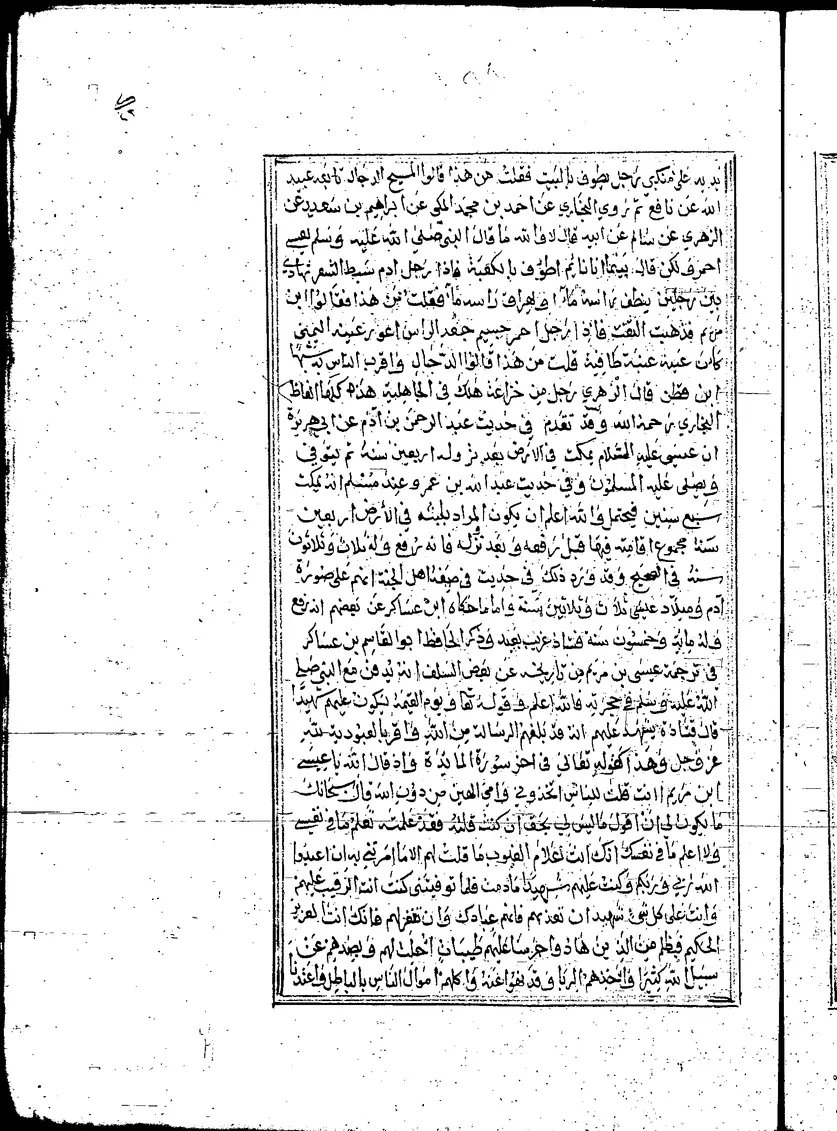 يديه على منكبي رجل يطوف بالبيت فقلت من هذا قالوا المسيح الدجال تابعه عبيد
الله عن نافع ثم روي البخاري عن احمد بن محمد المكي عن ابراهيم بن سعد عن
الزهري عن سالم عن ابيه قال لا والله ما قال النبي صلى الله عليه وسلم لعيسى
احمر ولكن قال بينما انا نائم اطوف بالكعبة فاذا رجل ادم سبط الشعر يهادي
بين رجلين ينطف راسه مآء او يهراق راسه مآء فقلت من هذا فقالوا ابن
مريم فذهبت التفت فاذا رجل احمر جسيم جعد الراس اعور عينه اليمنى
كان عينه عنبة طافية قلت من هذا قالوا الدجال واقرب الناس به شبها
ابن قطن قال الزهري رجل من خزاعة هلك في الجاهلية هذه كلها الفاظ
البخاري رحمة الله وقد تقدم في حديث عبد الرحمن بن آدم عن ابي هريرة
ان عيسى عليه السلام يمكث في الارض بعد نزوله اربعين سنة ثم يتوفى
ويصلى عليه المسلمون وفي حديث عبد الله بن عمرو عند مسلم انه يمكث
سبع سنين فيحتمل والله اعلم ان يكون المراد بلبثه في الأرض اربعين
سنة مجموع اقامته فيها قبل رفعه وبعد نزوله فانه رفع وله ثلاث وثلاثون
سنة في الصحيح وقد ورد ذلك في حديث في صفة اهل الجنة انهم على صورة
آدم وميلاد عيسى ثلاث وثلاثين سنة واما ما حكاه ابن عساكر عن بعضهم انه رفع
وله مائة وخمسون سنة فشاذ غريب بعيد وذكر الحافظ ابو القاسم بن عساكر
في ترجمة عيسى بن مريم من تاريخه عن بعض السلف انه يدفن مع النبي صلى
الله عليه وسلم في حجرته فالله اعلم وقوله تعا ويوم القيمة يكون عليهم شهيدا
قال قتادة يشهد عليهم انه قد بلغهم الرسالة من الله واقر بالعبودية لله
عز وجل وهذا كقوله تعالى في اخر سورة المائدة واذ قال الله يا عيسى
ابن مريم اانت قلت للناس اتخذوني وامي الهين من دون الله قال سبحانك
ما يكون لي ان اقول ما ليس لي بحق ان كنت قلته فقد علمته تعلم ما في نفسي
ولا اعلم ما في نفسك انك انت علام الغيوب ما قلت لهم الا ما امرتني به ان اعبدوا
الله ربي وربكم وكنت عليهم شهيدا ما دمت فلما توفيتني كنت انت الرقيب عليهم
وانت على كل شئ شهيد ان تعذبهم فانهم عبادك وان تغفر لهم فانك انت العزيز
الحكيم فبظلم من الذين هادوا حرمنا عليهم طيبات احلت لهم وبصدهم عن
سبيل الله كثيرا واخذهم الربا وقد نهوا عنه واكلهم اموال الناس بالباطل واعتدنا